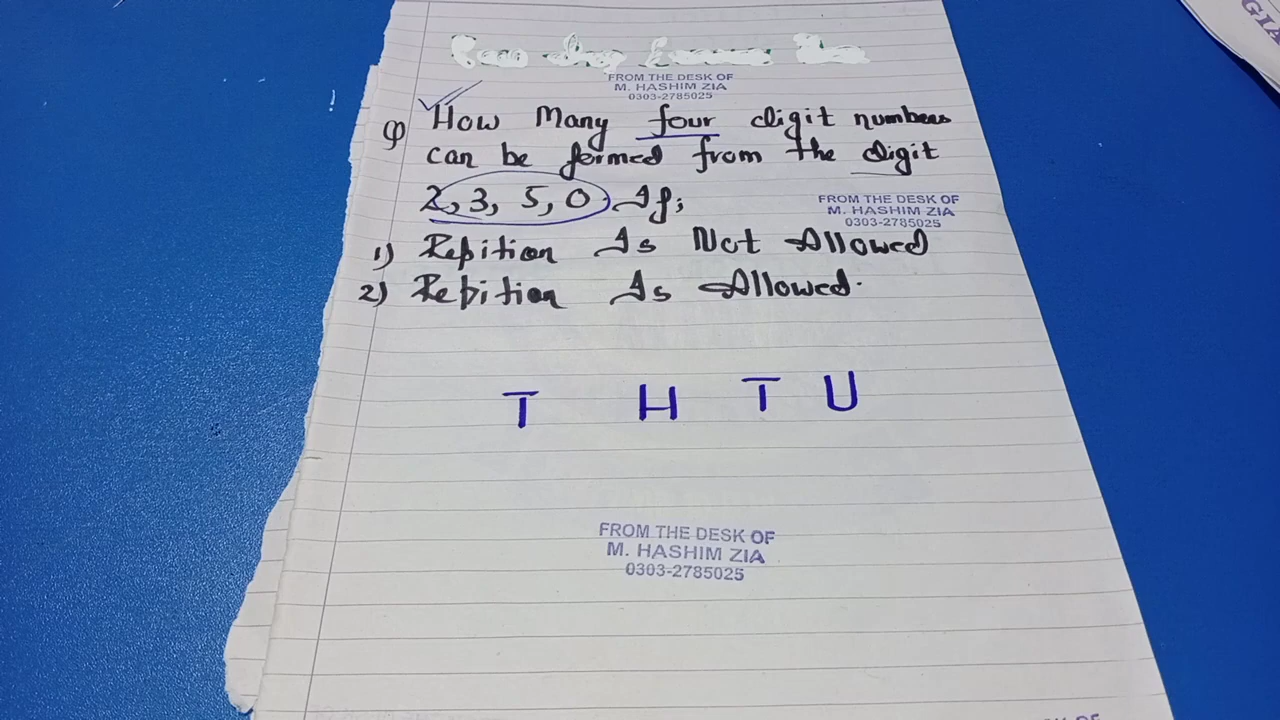 FROM THE DESK OF
M. HASHIM ZIA
0303-2785025
Q How Many four digit numbers
can be formed from the digit
2, 3, 5, 0 If;
FROM THE DESK OF
M. HASHIM ZIA
0303-2785025
1) Repition Is Not Allowed
2) Repition Is Allowed.
T H T U
FROM THE DESK OF
M. HASHIM ZIA
0303-2785025